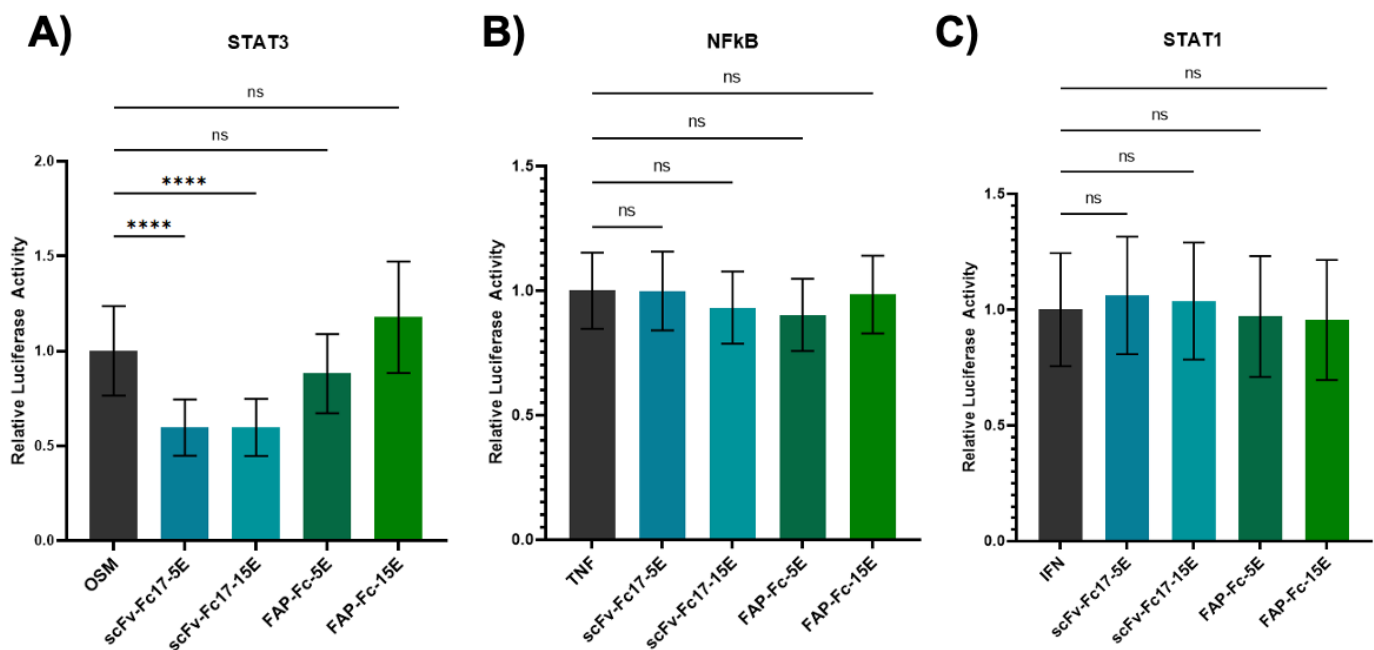 A)
STAT3
ns
ns
****
****
Relative Luciferase Activity
2.0
1.5
1.0
0.5
0.0
OSM
scFv-Fc17-5E
scFv-Fc17-15E
FAP-Fc-5E
FAP-Fc-15E
B)
NFkB
ns
ns
ns
ns
Relative Luciferase Activity
1.5
1.0
0.5
0.0
TNF
scFv-Fc17-5E
scFv-Fc17-15E
FAP-Fc-5E
FAP-Fc-15E
C)
STAT1
ns
ns
ns
ns
Relative Luciferase Activity
1.5
1.0
0.5
0.0
IFN
scFv-Fc17-5E
scFv-Fc17-15E
FAP-Fc-5E
FAP-Fc-15E